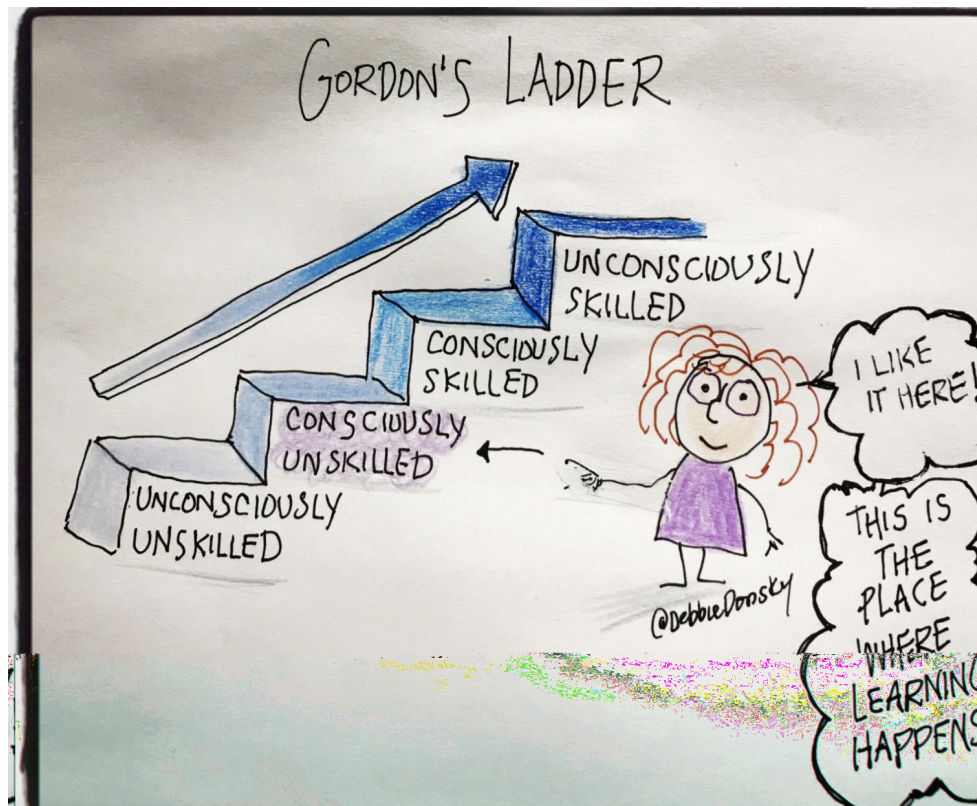 GORDON'S LADDER
UNCONSCIOUSLY
SKILLED
CONSCIOUSLY
SKILLED
CONSCIOUSLY
UNSKILLED
UNCONSCIOUSLY
UNSKILLED
I LIKE
IT HERE!
THIS IS
THE
PLACE
WHERE
LEARNING
HAPPENS
@DebbieDonsky